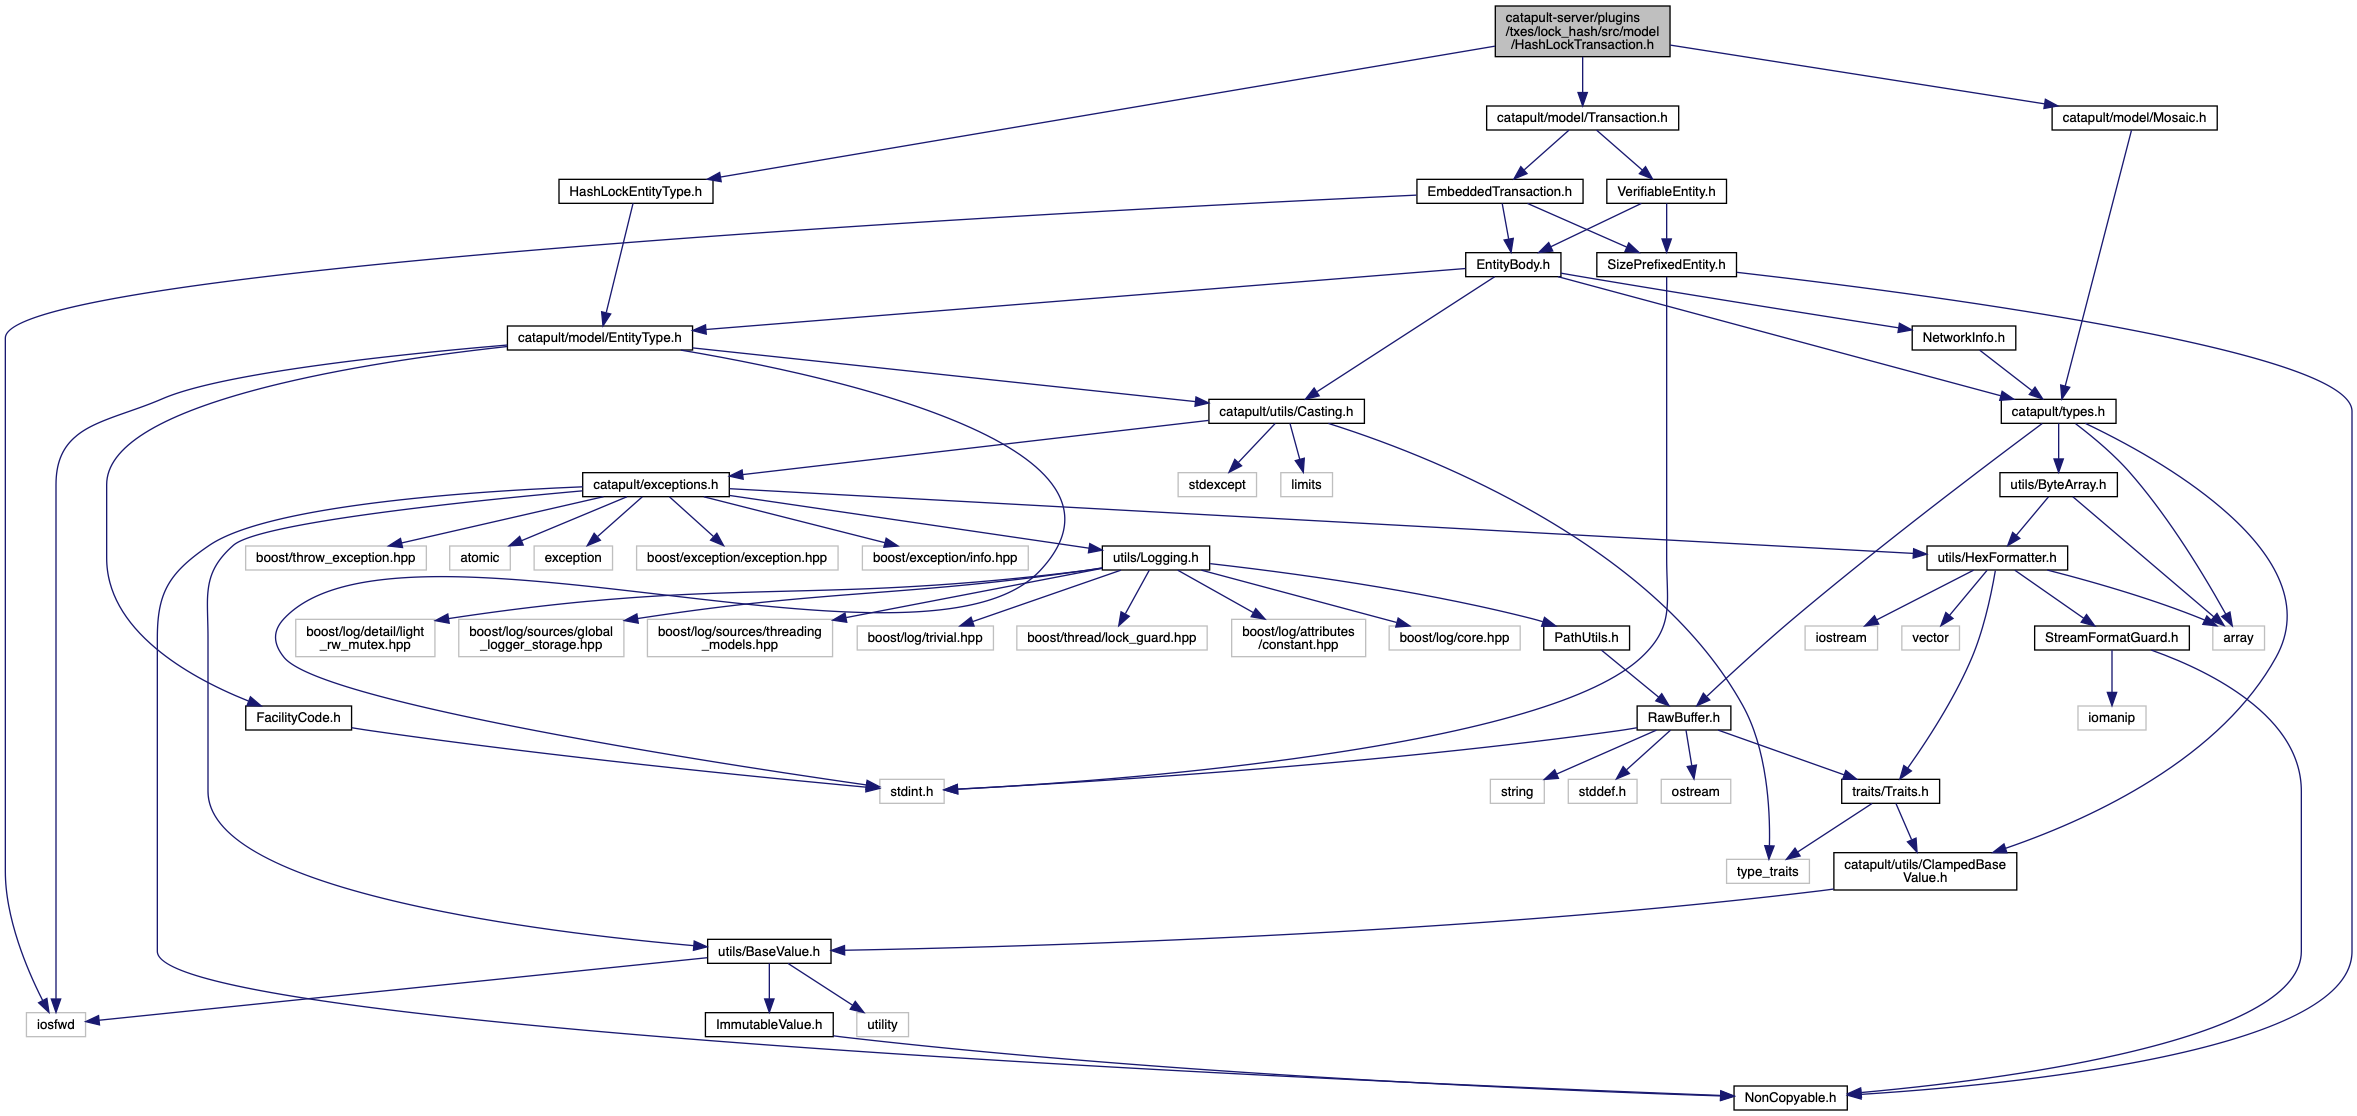 catapult-server/plugins
/txes/lock_hash/src/model
/HashLockTransaction.h
catapult/model/Transaction.h
catapult/model/Mosaic.h
HashLockEntityType.h
EmbeddedTransaction.h
VerifiableEntity.h
EntityBody.h
SizePrefixedEntity.h
catapult/model/EntityType.h
NetworkInfo.h
catapult/utils/Casting.h
catapult/types.h
catapult/exceptions.h
stdexcept
limits
utils/ByteArray.h
boost/throw_exception.hpp
atomic
exception
boost/exception/exception.hpp
boost/exception/info.hpp
utils/Logging.h
utils/HexFormatter.h
boost/log/detail/light
_rw_mutex.hpp
boost/log/sources/global
_logger_storage.hpp
boost/log/sources/threading
_models.hpp
boost/log/trivial.hpp
boost/thread/lock_guard.hpp
boost/log/attributes
/constant.hpp
boost/log/core.hpp
PathUtils.h
iostream
vector
StreamFormatGuard.h
array
FacilityCode.h
RawBuffer.h
iomanip
stdint.h
string
stddef.h
ostream
traits/Traits.h
type_traits
catapult/utils/ClampedBase
Value.h
utils/BaseValue.h
iosfwd
ImmutableValue.h
utility
NonCopyable.h